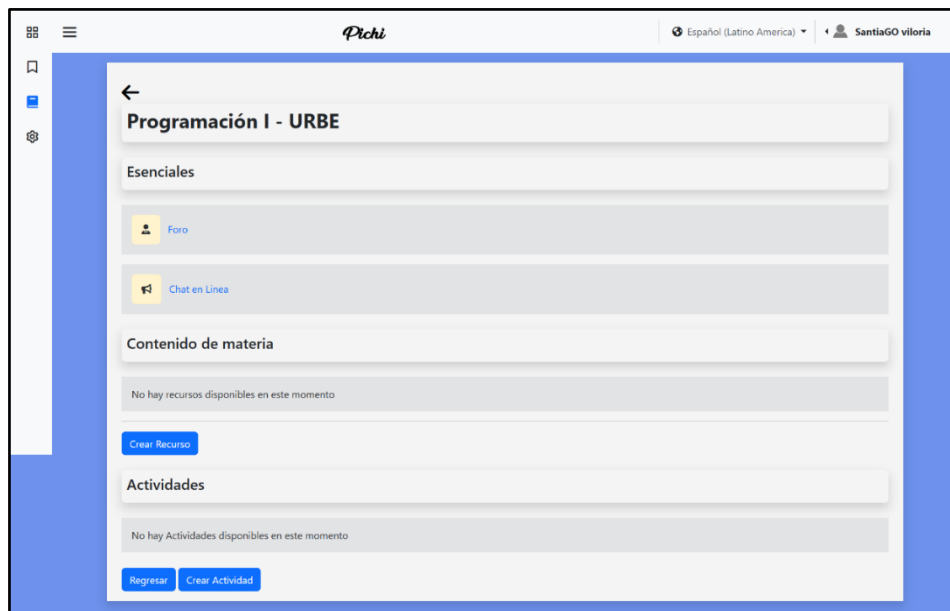 Pichi
Español (Latino America)
SantiaGO viloria
Programación I - URBE
Esenciales
Foro
Chat en Linea
Contenido de materia
No hay recursos disponibles en este momento
Crear Recurso
Actividades
No hay Actividades disponibles en este momento
Regresar Crear Actividad